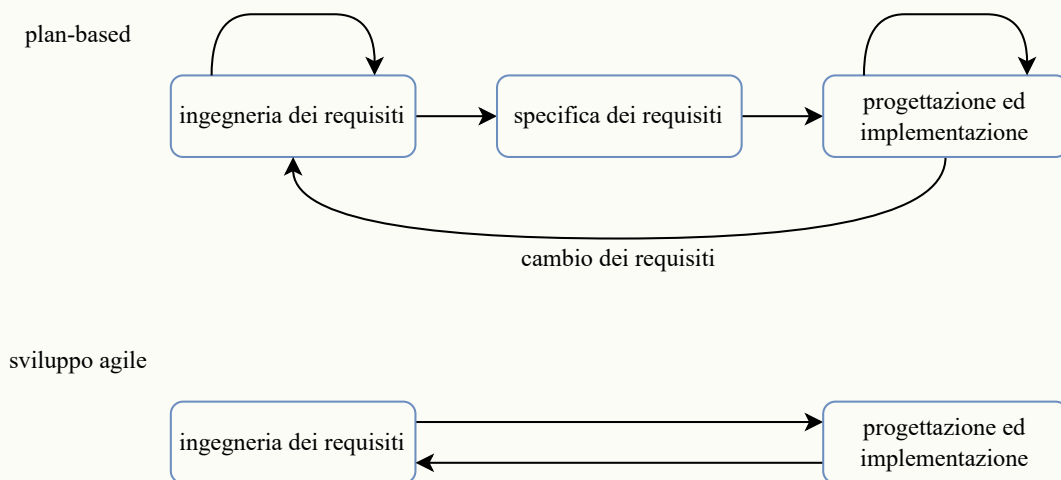 plan-based
ingegneria dei requisiti
specifica dei requisiti
progettazione ed
implementazione
cambio dei requisiti
sviluppo agile
ingegneria dei requisiti
progettazione ed
implementazione